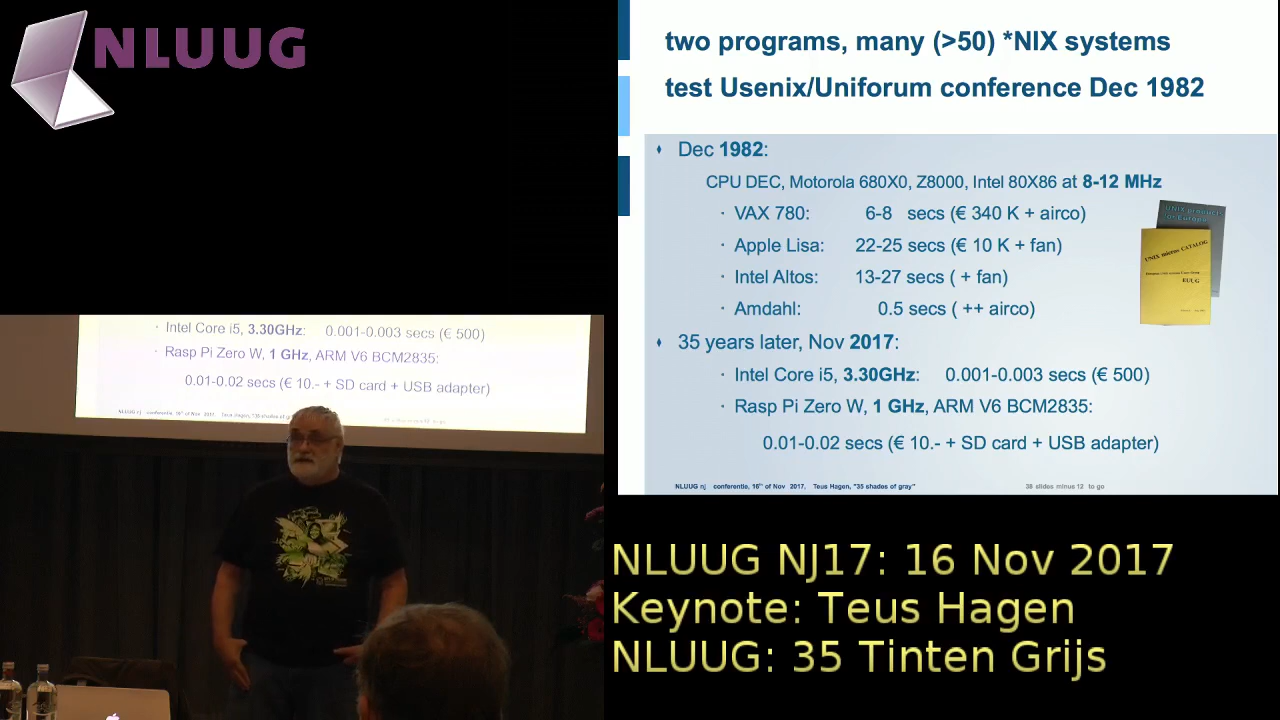 NLUUG
two programs, many (>50) *NIX systems
test Usenix/Uniforum conference Dec 1982
Dec 1982:
CPU DEC, Motorola 680X0, Z8000, Intel 80X86 at 8-12 MHz
VAX 780: 6-8 secs (€ 340 K + airco)
Apple Lisa: 22-25 secs (€ 10 K + fan)
Intel Altos: 13-27 secs ( + fan)
Amdahl: 0.5 secs ( ++ airco)
UNIX micros CATALOG
EUUG
35 years later, Nov 2017:
Intel Core i5, 3.30GHz: 0.001-0.003 secs (€ 500)
Rasp Pi Zero W, 1 GHz, ARM V6 BCM2835:
0.01-0.02 secs (€ 10.- + SD card + USB adapter)
NLUUG nj conferentie, 16th of Nov 2017, Teus Hagen, "35 shades of gray" 38 slides minus 12 to go
Intel Core i5, 3.30GHz: 0.001-0.003 secs (€ 500)
Rasp Pi Zero W, 1 GHz, ARM V6 BCM2835:
0.01-0.02 secs (€ 10.- + SD card + USB adapter)
NLUUG NJ17: 16 Nov 2017
Keynote: Teus Hagen
NLUUG: 35 Tinten Grijs